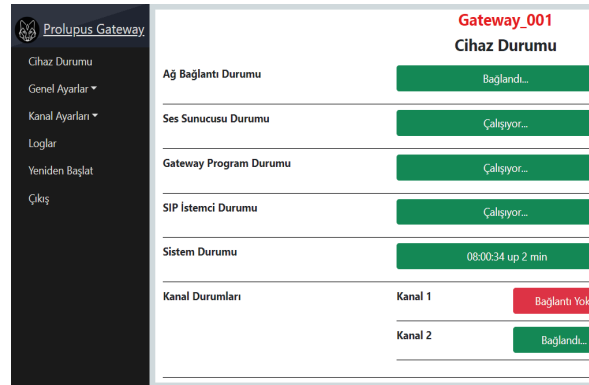 Prolupus Gateway
Cihaz Durumu
Genel Ayarlar
Kanal Ayarları
Loglar
Yeniden Başlat
Çıkış
Gateway_001
Cihaz Durumu
Ağ Bağlantı Durumu Bağlandı...
Ses Sunucusu Durumu Çalışıyor...
Gateway Program Durumu Çalışıyor...
SIP İstemci Durumu Çalışıyor...
Sistem Durumu 08:00:34 up 2 min
Kanal Durumları Kanal 1 Bağlantı Yok
Kanal 2 Bağlandı...